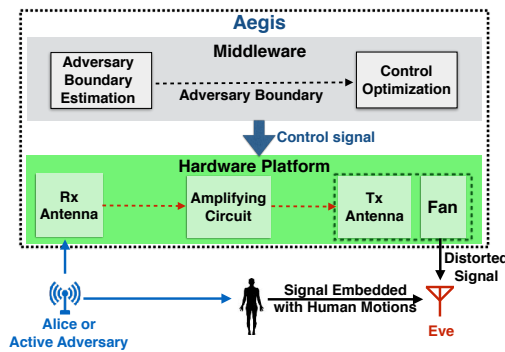 Aegis
Middleware
Adversary
Boundary
Estimation
Adversary Boundary
Control
Optimization
Control signal
Hardware Platform
Rx
Antenna
Amplifying
Circuit
Tx
Antenna
Fan
Distorted
Signal
Signal Embedded
with Human Motions
Alice or
Active Adversary
Eve